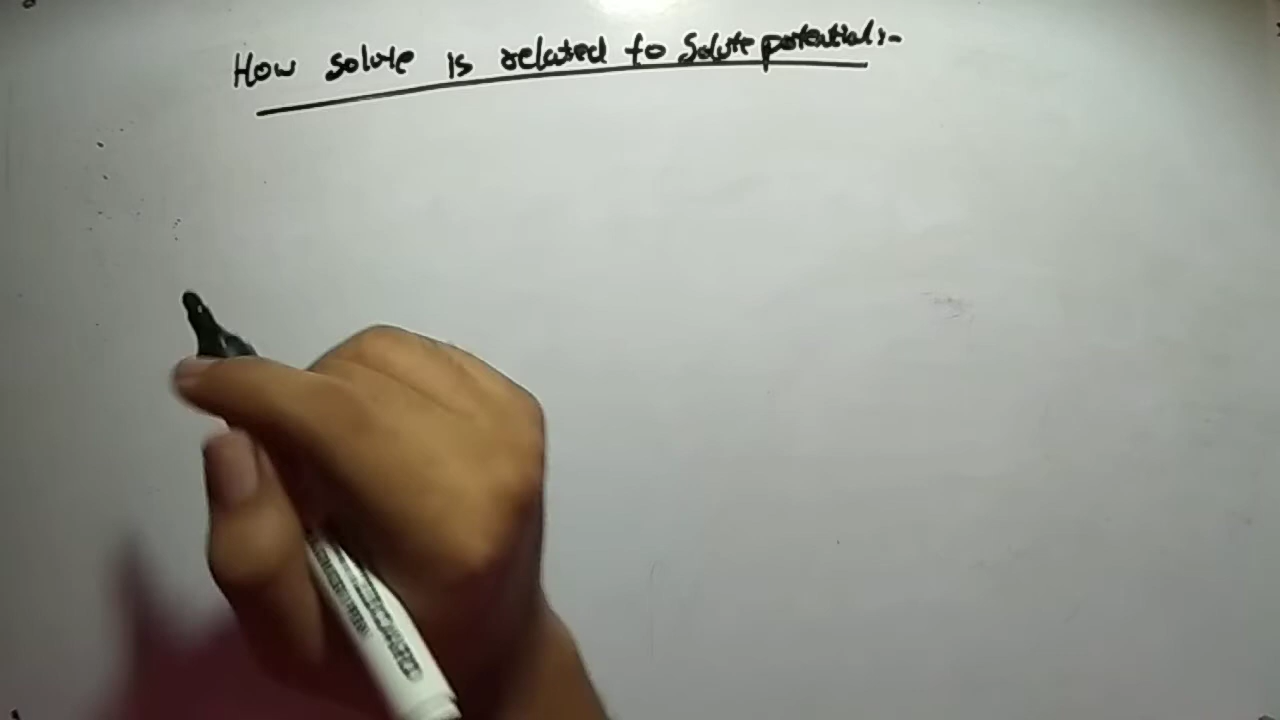 How solute is related to Solute potential:-